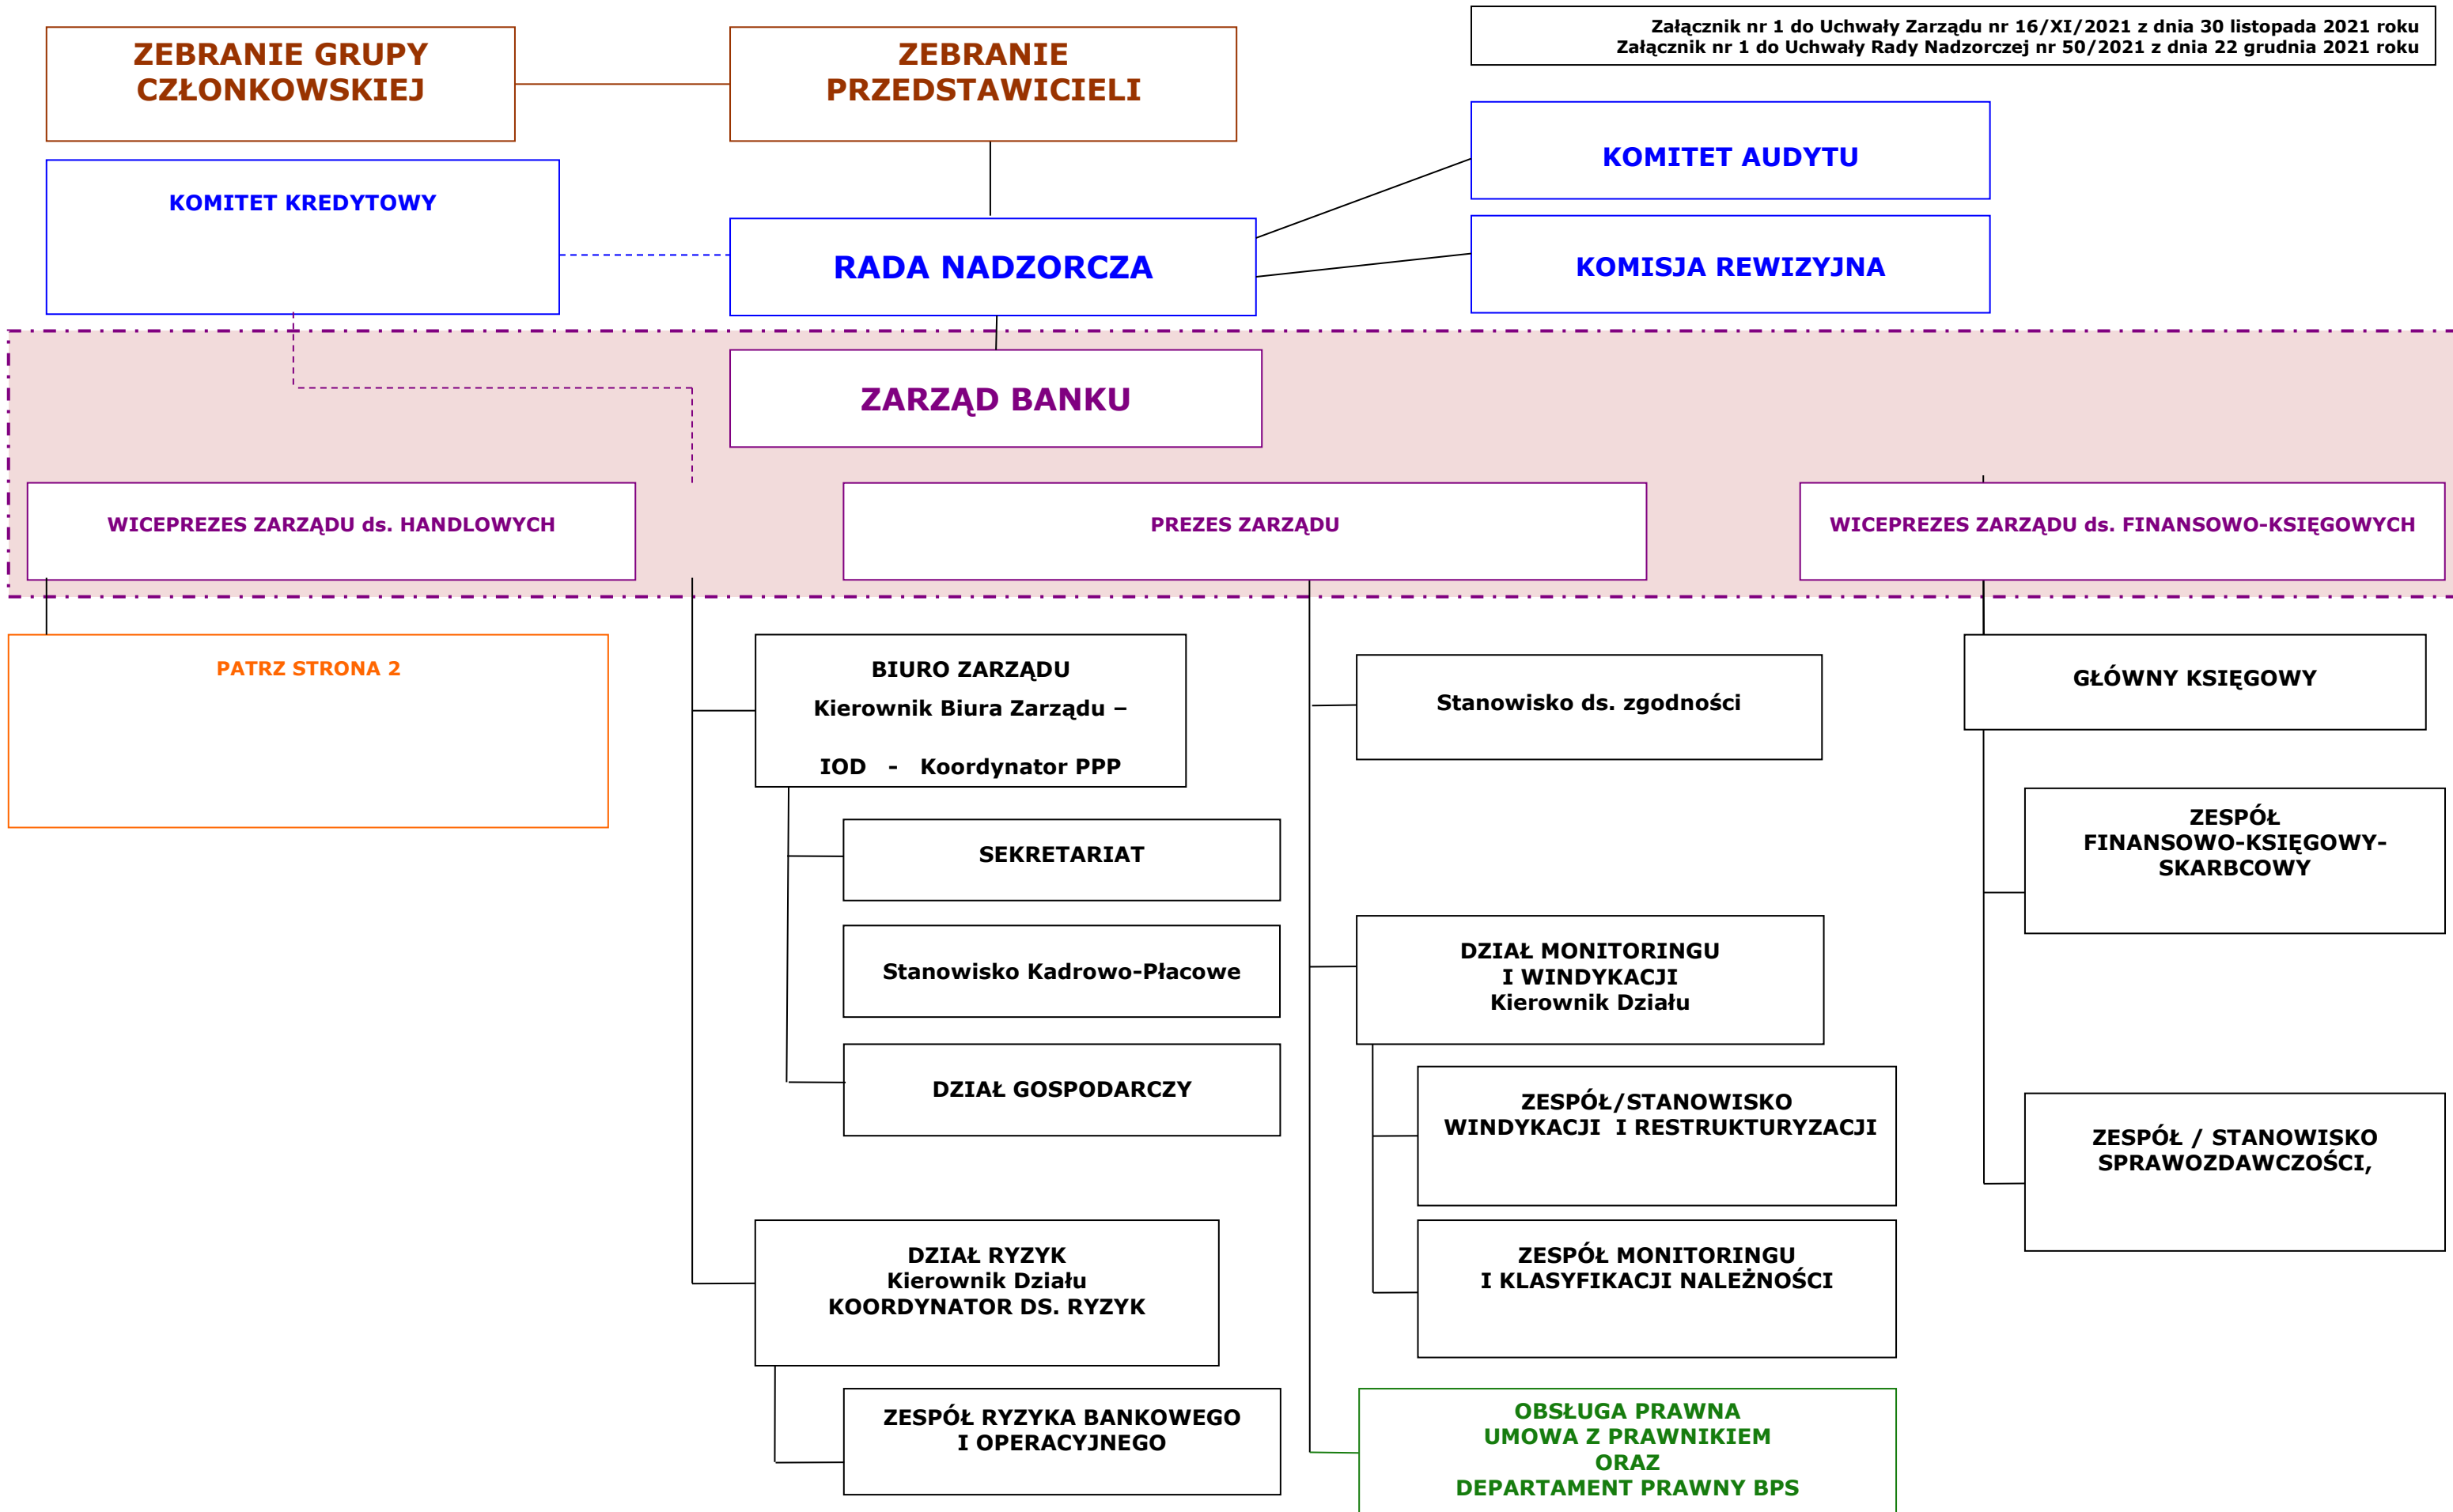 Załącznik nr 1 do Uchwały Zarządu nr 16/XI/2021 z dnia 30 listopada 2021 roku
Załącznik nr 1 do Uchwały Rady Nadzorczej nr 50/2021 z dnia 22 grudnia 2021 roku
ZEBRANIE GRUPY
CZŁONKOWSKIEJ
ZEBRANIE
PRZEDSTAWICIELI
KOMITET AUDYTU
KOMITET KREDYTOWY
RADA NADZORCZA
KOMISJA REWIZYJNA
ZARZĄD BANKU
WICEPREZES ZARZĄDU ds. HANDLOWYCH
PREZES ZARZĄDU
WICEPREZES ZARZĄDU ds. FINANSOWO-KSIĘGOWYCH
PATRZ STRONA 2
BIURO ZARZĄDU
Kierownik Biura Zarządu –
IOD - Koordynator PPP
SEKRETARIAT
Stanowisko Kadrowo-Płacowe
DZIAŁ GOSPODARCZY
DZIAŁ RYZYK
Kierownik Działu
KOORDYNATOR DS. RYZYK
ZESPÓŁ RYZYKA BANKOWEGO
I OPERACYJNEGO
Stanowisko ds. zgodności
DZIAŁ MONITORINGU
I WINDYKACJI
Kierownik Działu
ZESPÓŁ/STANOWISKO
WINDYKACJI I RESTRUKTURYZACJI
ZESPÓŁ MONITORINGU
I KLASYFIKACJI NALEŻNOŚCI
OBSŁUGA PRAWNA
UMOWA Z PRAWNIKIEM
ORAZ
DEPARTAMENT PRAWNY BPS
GŁÓWNY KSIĘGOWY
ZESPÓŁ
FINANSOWO-KSIĘGOWY-
SKARBCOWY
ZESPÓŁ / STANOWISKO
SPRAWOZDAWCZOŚCI,